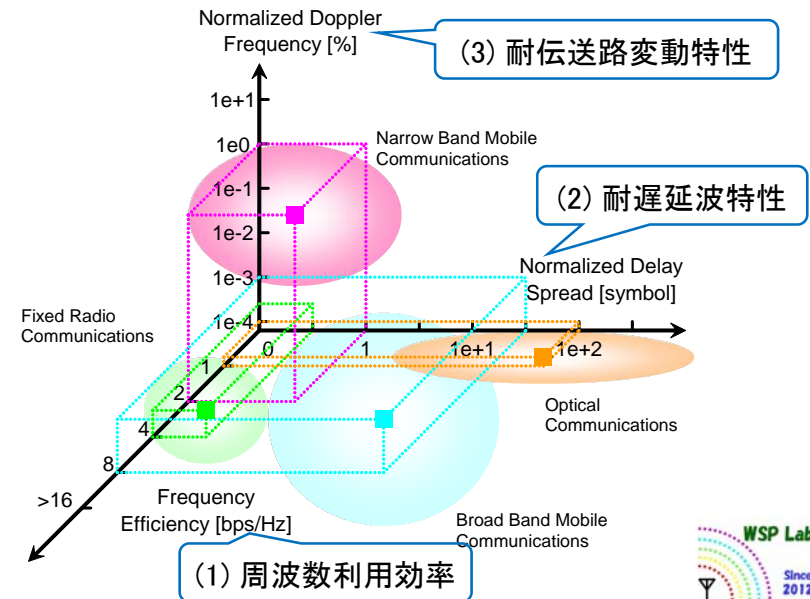 Normalized Doppler
Frequency [%]
(3) 耐伝送路変動特性
1e+1
1e0
Narrow Band Mobile
Communications
1e-1
(2) 耐遅延波特性
1e-2
1e-3
Normalized Delay
Spread [symbol]
Fixed Radio
Communications
1e-4
0
1
1e+1
1e+2
1
2
Optical
Communications
4
8
>16
Frequency
Efficiency [bps/Hz]
Broad Band Mobile
Communications
(1) 周波数利用効率
WSP Lab
Since
2012